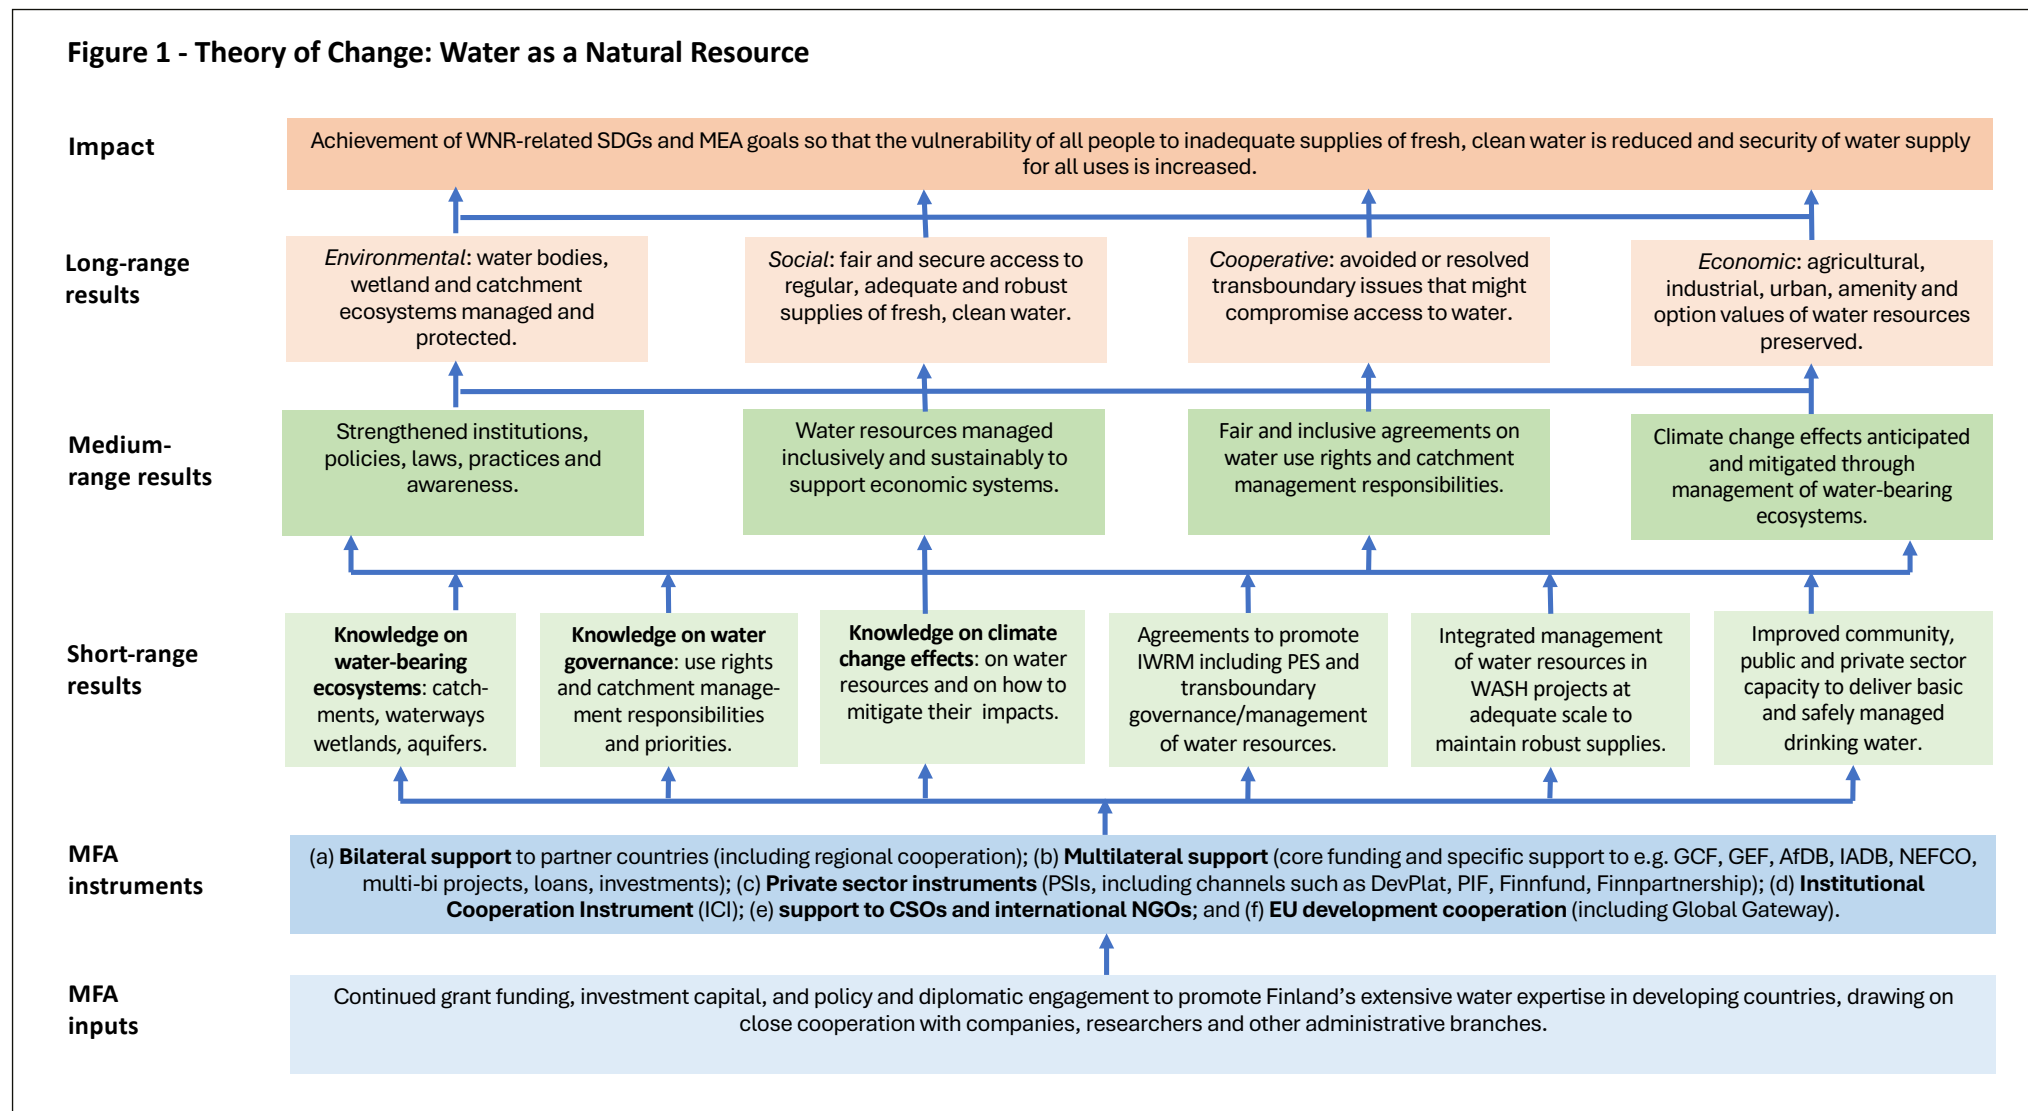 Figure 1 - Theory of Change: Water as a Natural Resource
Impact
Achievement of WNR-related SDGs and MEA goals so that the vulnerability of all people to inadequate supplies of fresh, clean water is reduced and security of water supply
for all uses is increased.
Long-range
results
Environmental: water bodies,
wetland and catchment
ecosystems managed and
protected.
Social: fair and secure access to
regular, adequate and robust
supplies of fresh, clean water.
Cooperative: avoided or resolved
transboundary issues that might
compromise access to water.
Economic: agricultural,
industrial, urban, amenity and
option values of water resources
preserved.
Medium-
range results
Strengthened institutions,
policies, laws, practices and
awareness.
Water resources managed
inclusively and sustainably to
support economic systems.
Fair and inclusive agreements on
water use rights and catchment
management responsibilities.
Climate change effects anticipated
and mitigated through
management of water-bearing
ecosystems.
Short-range
results
Knowledge on
water-bearing
ecosystems: catch-
ments, waterways
wetlands, aquifers.
Knowledge on water
governance: use rights
and catchment manage-
ment responsibilities
and priorities.
Knowledge on climate
change effects: on water
resources and on how to
mitigate their impacts.
Agreements to promote
IWRM including PES and
transboundary
governance/management
of water resources.
Integrated management
of water resources in
WASH projects at
adequate scale to
maintain robust supplies.
Improved community,
public and private sector
capacity to deliver basic
and safely managed
drinking water.
MFA
instruments
(a) Bilateral support to partner countries (including regional cooperation); (b) Multilateral support (core funding and specific support to e.g. GCF, GEF, AfDB, IADB, NEFCO,
multi-bi projects, loans, investments); (c) Private sector instruments (PSIs, including channels such as DevPlat, PIF, Finnfund, Finnpartnership); (d) Institutional
Cooperation Instrument (ICI); (e) support to CSOs and international NGOs; and (f) EU development cooperation (including Global Gateway).
MFA
inputs
Continued grant funding, investment capital, and policy and diplomatic engagement to promote Finland’s extensive water expertise in developing countries, drawing on
close cooperation with companies, researchers and other administrative branches.